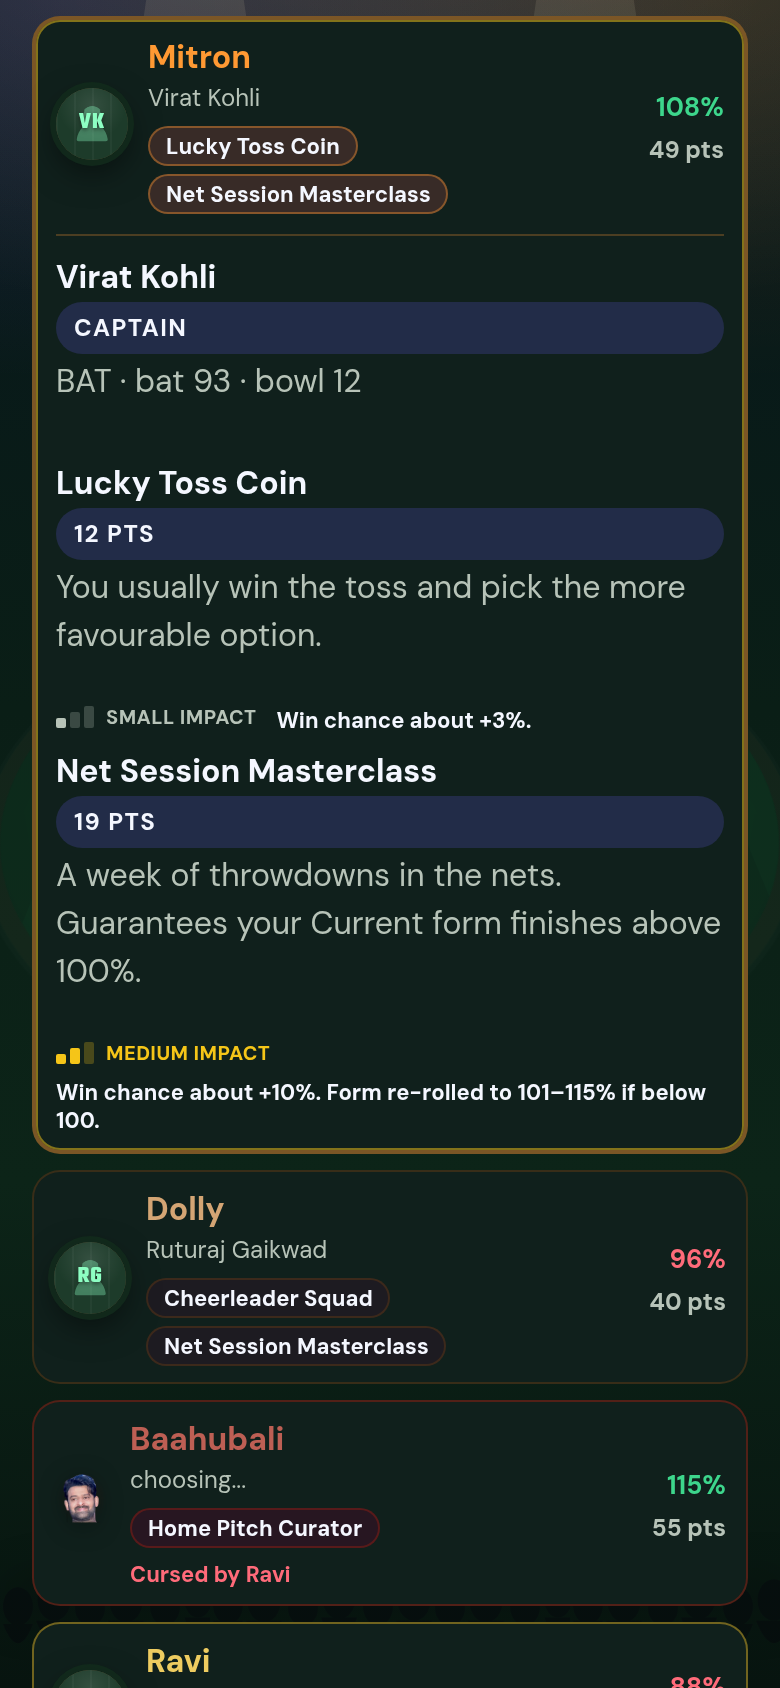 Mitron
VK
Virat Kohli
108%
Lucky Toss Coin
49 pts
Net Session Masterclass
Virat Kohli
CAPTAIN
BAT · bat 93 · bowl 12
Lucky Toss Coin
12 PTS
You usually win the toss and pick the more
favourable option.
SMALL IMPACT Win chance about +3%.
Net Session Masterclass
19 PTS
A week of throwdowns in the nets.
Guarantees your Current form finishes above
100%.
MEDIUM IMPACT
Win chance about +10%. Form re-rolled to 101–115% if below
100.
Dolly
RG
Ruturaj Gaikwad
96%
Cheerleader Squad
40 pts
Net Session Masterclass
Baahubali
choosing...
115%
Home Pitch Curator
55 pts
Cursed by Ravi
Ravi
88%